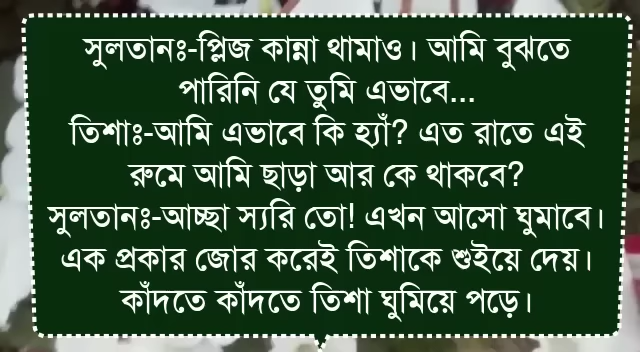 সুলতানঃ-প্লিজ কান্না থামাও। আমি বুঝতে
পারিনি যে তুমি এভাবে...
তিশাঃ-আমি এভাবে কি হ্যাঁ? এত রাতে এই
রুমে আমি ছাড়া আর কে থাকবে?
সুলতানঃ-আচ্ছা স্যরি তো! এখন আসো ঘুমাবে।
এক প্রকার জোর করেই তিশাকে শুইয়ে দেয়।
কাঁদতে কাঁদতে তিশা ঘুমিয়ে পড়ে।